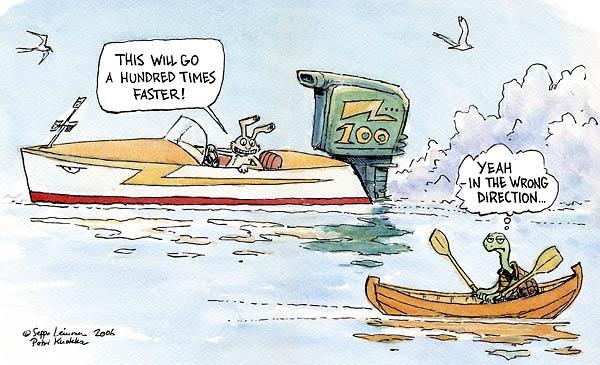 THIS WILL GO
A HUNDRED TIMES
FASTER!
100
YEAH
-IN THE WRONG
DIRECTION...
© Seppo Leinonen 2006
Petri Kuokka